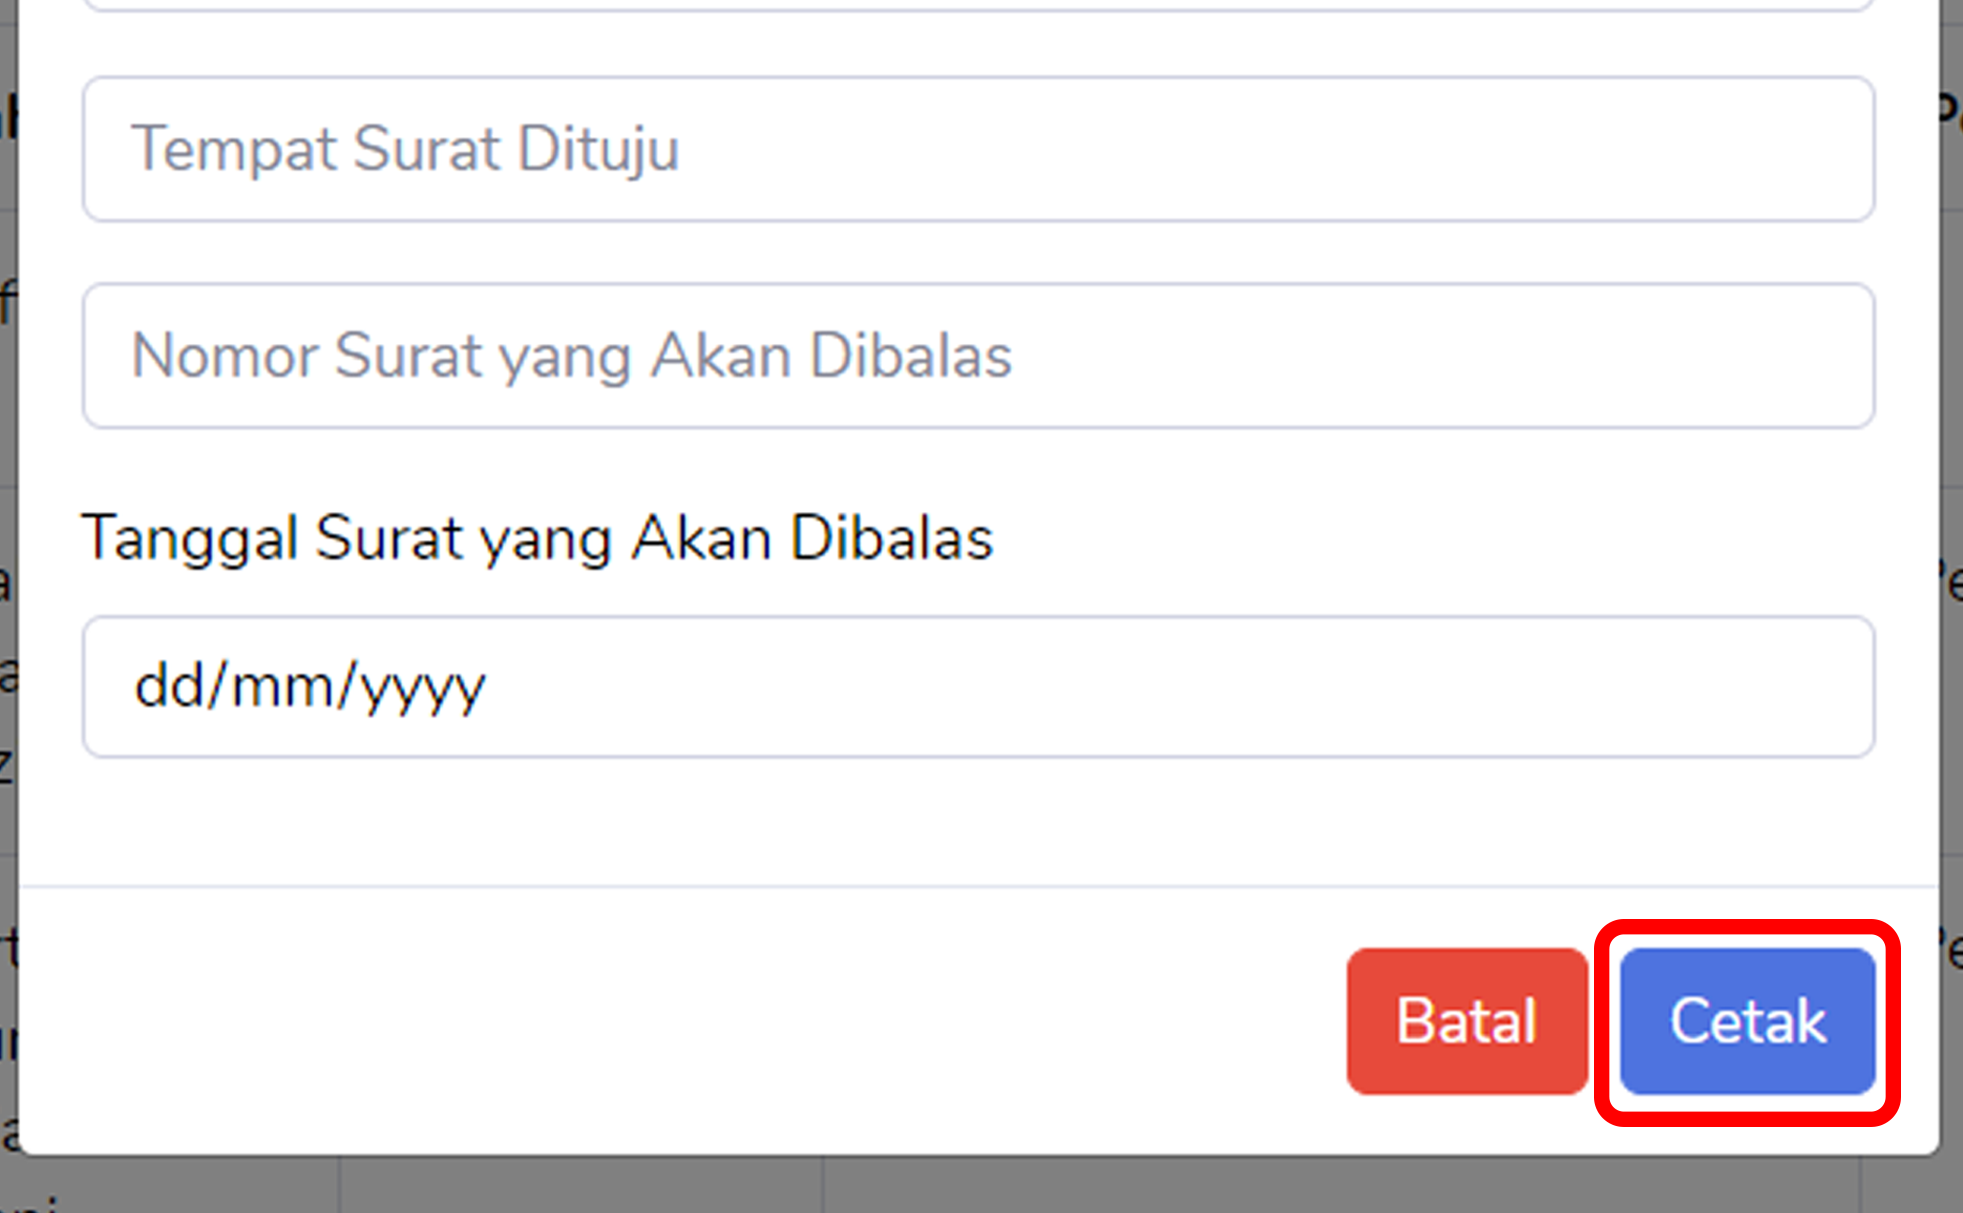 Tempat Surat Dituju
Nomor Surat yang Akan Dibalas
Tanggal Surat yang Akan Dibalas
dd/mm/yyyy
Batal
Cetak